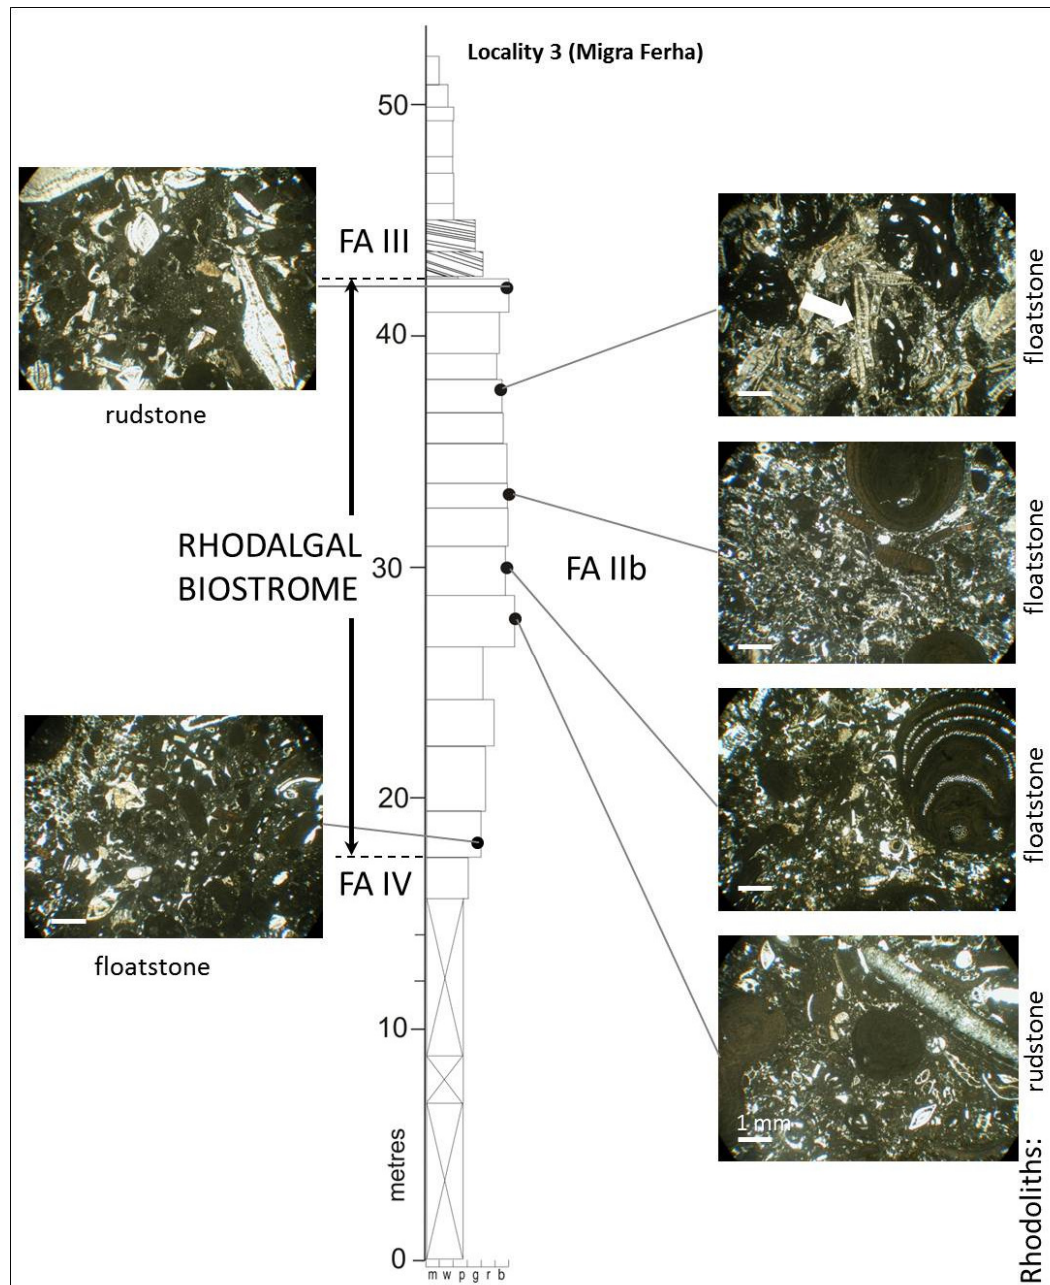 Locality 3 (Migra Ferha)
50
FA III
rudstone
40
floatstone
RHODALGAL
BIOSTROME
FA IIb
30
floatstone
floatstone
20
FA IV
floatstone
10
rudstone
1 mm
metres
Rhodoliths:
0
m w p g r b